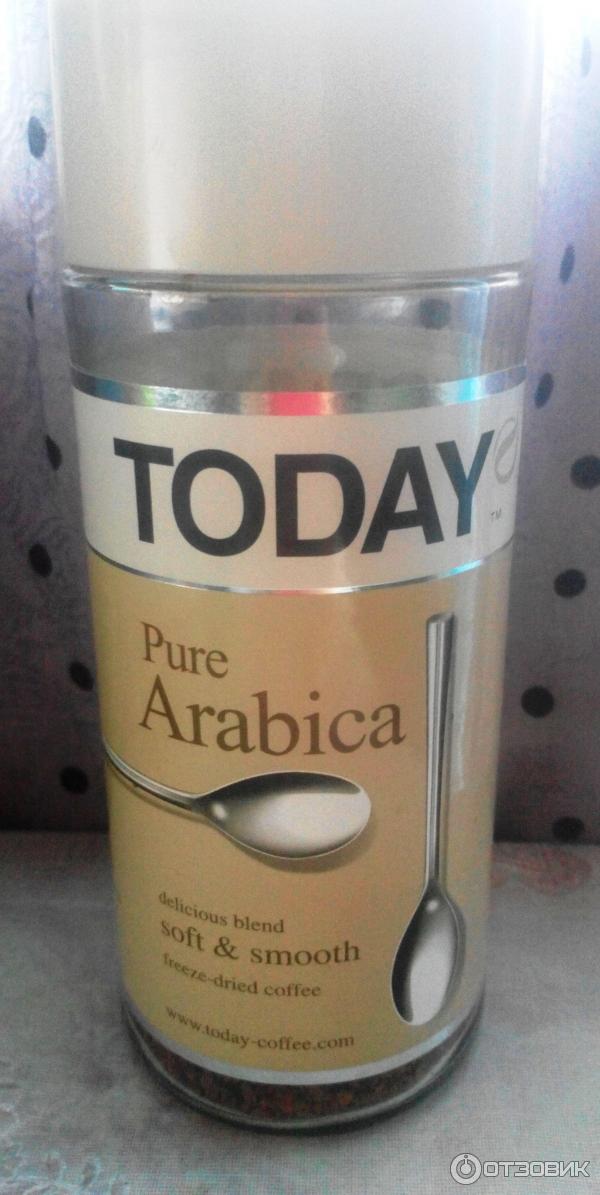 TODAY
TM
Pure
Arabica
delicious blend
soft & smooth
freeze-dried coffee
www.today-coffee.com
ОТЗОВИК